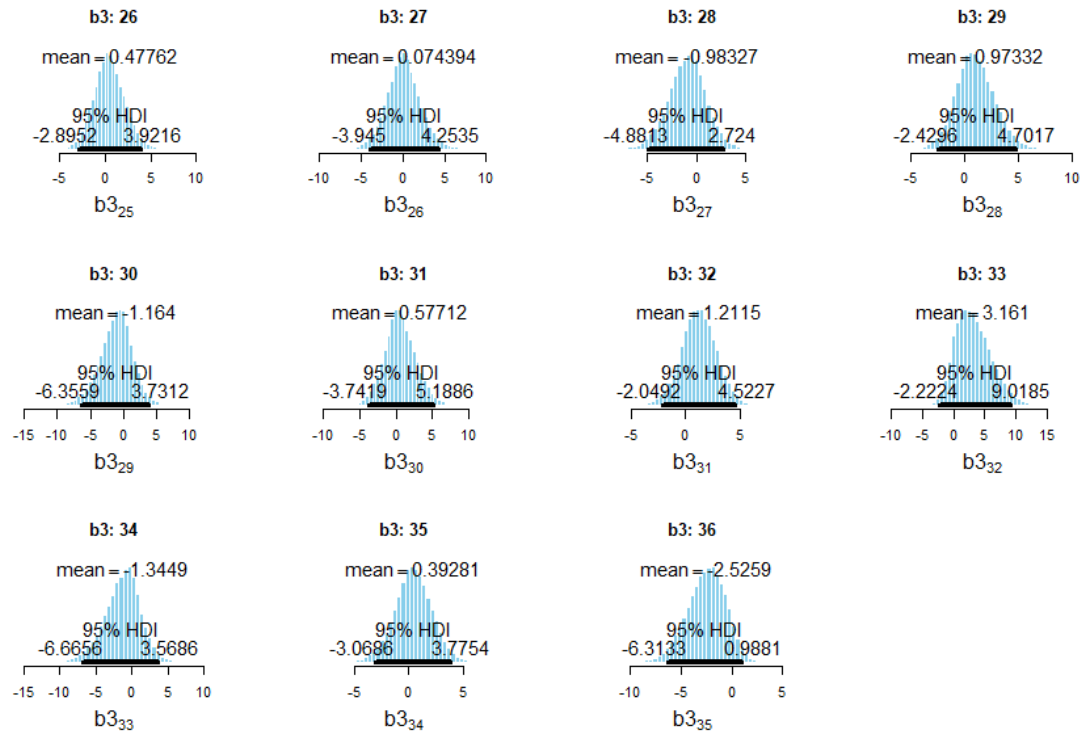 b3: 26
mean = 0.47762
95% HDI
-2.8952 3.9216
-5 0 5 10
b3₂₅
b3: 27
mean = 0.074394
95% HDI
-3.945 4.2535
-10 -5 0 5 10
b3₂₆
b3: 28
mean = -0.98327
95% HDI
-4.8813 2.724
-5 0 5
b3₂₇
b3: 29
mean = 0.97332
95% HDI
-2.4296 4.7017
-5 0 5 10
b3₂₈
b3: 30
mean = -1.164
95% HDI
-6.3559 3.7312
-15 -10 -5 0 5 10
b3₂₉
b3: 31
mean = 0.57712
95% HDI
-3.7419 5.1886
-10 -5 0 5 10
b3₃₀
b3: 32
mean = 1.2115
95% HDI
-2.0492 4.5227
-5 0 5
b3₃₁
b3: 33
mean = 3.161
95% HDI
-2.2224 9.0185
-10 -5 0 5 10 15
b3₃₂
b3: 34
mean = -1.3449
95% HDI
-6.6656 3.5686
-15 -10 -5 0 5 10
b3₃₃
b3: 35
mean = 0.39281
95% HDI
-3.0686 3.7754
-5 0 5
b3₃₄
b3: 36
mean = -2.5259
95% HDI
-6.3133 0.9881
-10 -5 0 5
b3₃₅